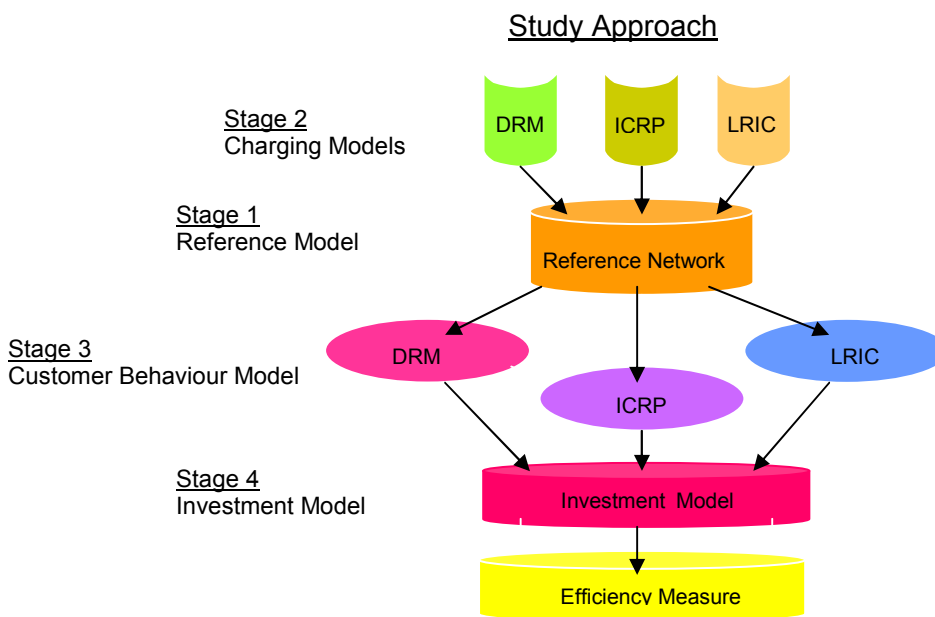 Study Approach
Stage 2
Charging Models
DRM
ICRP
LRIC
Stage 1
Reference Model
Reference Network
Stage 3
Customer Behaviour Model
DRM
LRIC
ICRP
Stage 4
Investment Model
Investment Model
Efficiency Measure